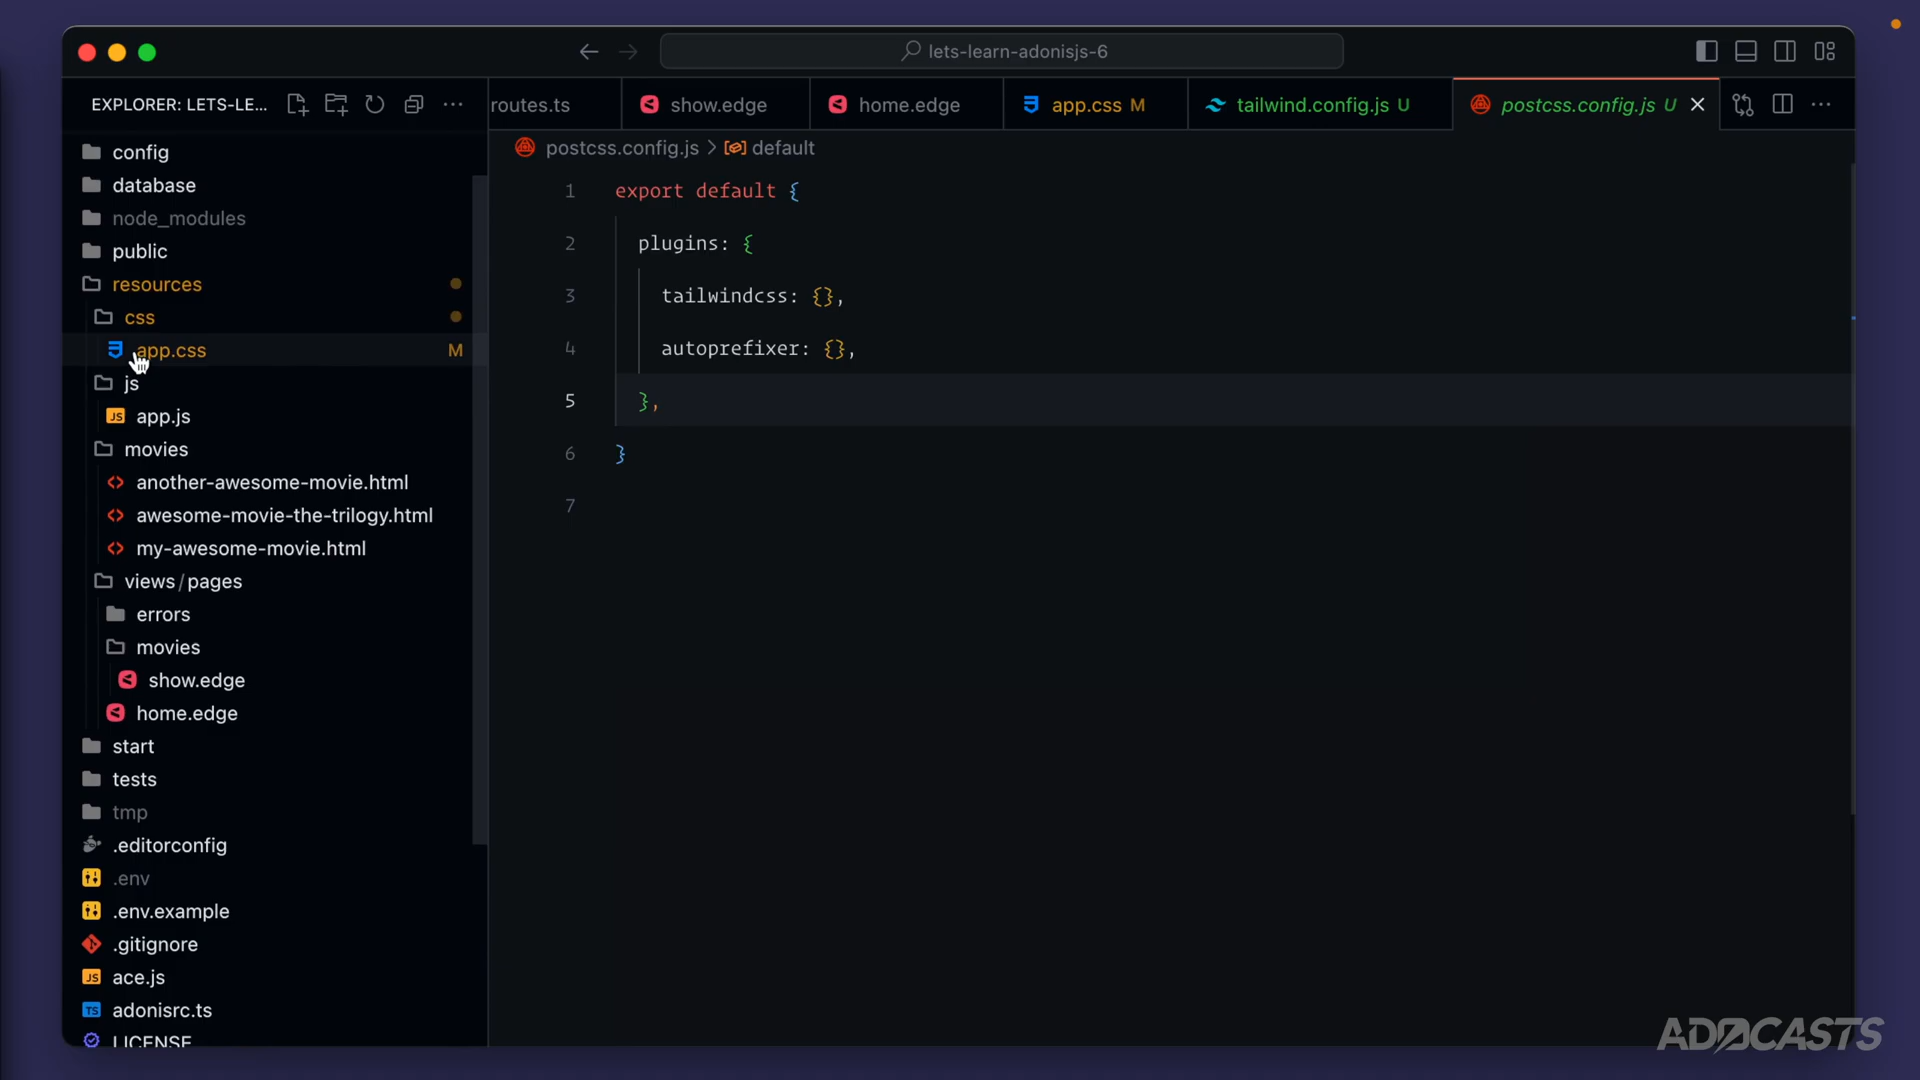 lets-learn-adonisjs-6
EXPLORER: LETS-LE...
routes.ts
show.edge
home.edge
app.css M
tailwind.config.js U
postcss.config.js U
postcss.config.js > default
config
database
node_modules
public
resources
css
app.css M
js
app.js
movies
another-awesome-movie.html
awesome-movie-the-trilogy.html
my-awesome-movie.html
views/pages
errors
movies
show.edge
home.edge
start
tests
tmp
.editorconfig
.env
.env.example
.gitignore
JS ace.js
TS adonisrc.ts
LICENSE
1 export default {
2 plugins: {
3 tailwindcss: {},
4 autoprefixer: {},
5 },
6 }
7
ADOCASTS